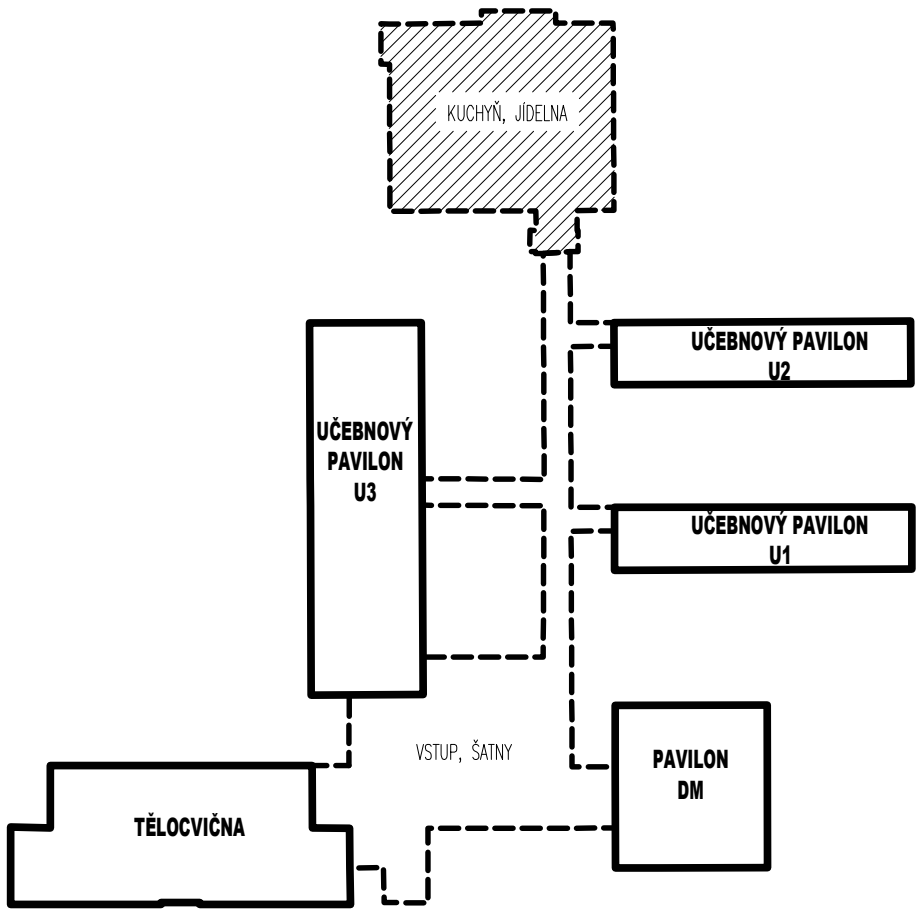 KUCHYŇ, JÍDELNA
UČEBNOVÝ PAVILON
U2
UČEBNOVÝ
PAVILON
U3
UČEBNOVÝ PAVILON
U1
VSTUP, ŠATNY
PAVILON
DM
TĚLOCVIČNA